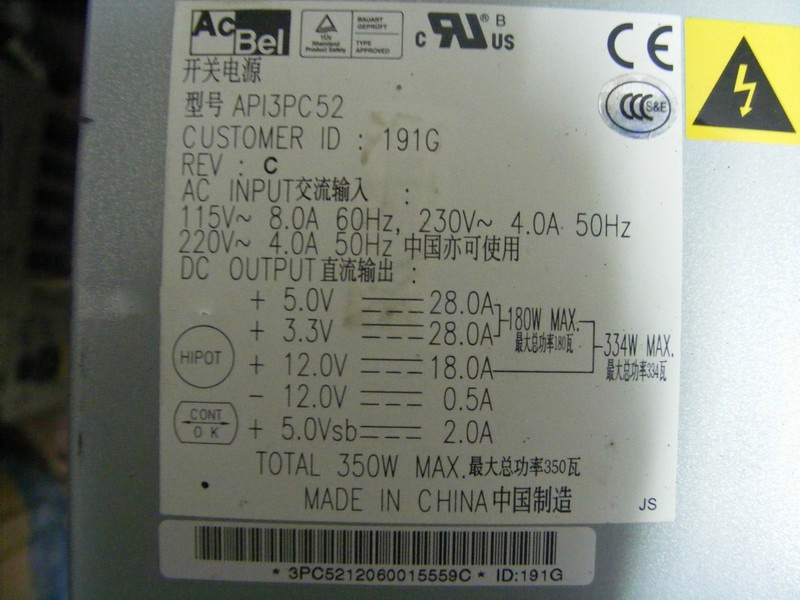 AcBel
TÜV Rheinland Product Safety
BAUART GEPRÜFT
TYPE APPROVED
c RU® US B
CE
开关电源
型号 API3PC52
CCC S&E
CUSTOMER ID : 191G
REV : C
AC INPUT交流输入 :
115V~ 8.0A 60Hz, 230V~ 4.0A 50Hz
220V~ 4.0A 50Hz 中国亦可使用
DC OUTPUT直流输出 :
+ 5.0V 28.0A
+ 3.3V 28.0A
180W MAX.
最大总功率180瓦
334W MAX.
最大总功率334瓦
HIPOT
+ 12.0V 18.0A
- 12.0V 0.5A
CONT
OK
+ 5.0Vsb 2.0A
TOTAL 350W MAX.最大总功率350瓦
MADE IN CHINA中国制造
JS
* 3PC5212060015559C * ID:191G